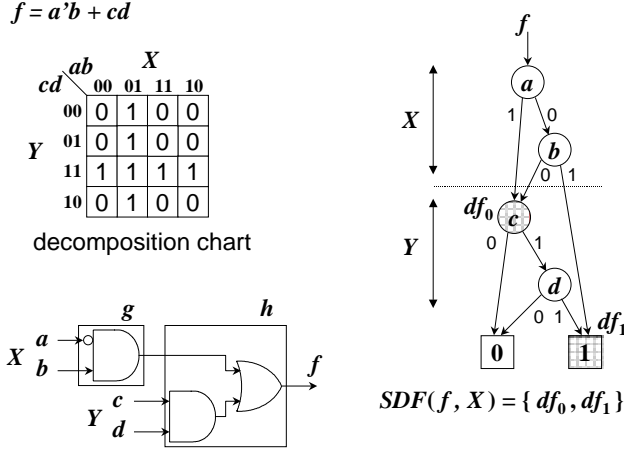 f = a'b + cd
X
ab
cd
00 01 11 10
00 0 1 0 0
Y
01 0 1 0 0
11 1 1 1 1
10 0 1 0 0
decomposition chart
g
h
X
a
b
Y
c
d
f
f
a
1 0
X
b
0 1
df0
c
0 1
Y
d
0 1
df1
0
1
SDF(f, X) = { df0, df1 }